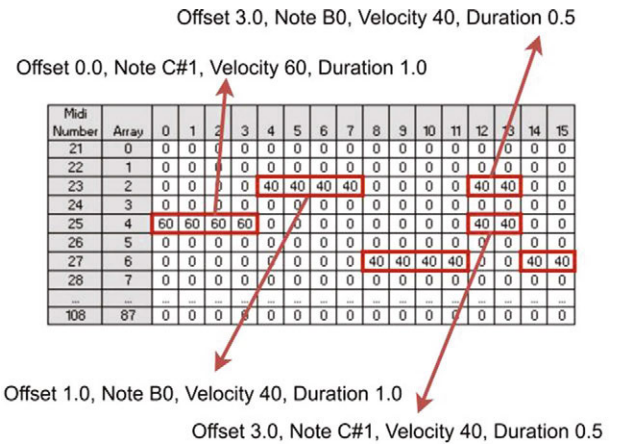 Offset 3.0, Note B0, Velocity 40, Duration 0.5
Offset 0.0, Note C#1, Velocity 60, Duration 1.0
Midi
Number Array 0 1 2 3 4 5 6 7 8 9 10 11 12 13 14 15
21 0 0 0 0 0 0 0 0 0 0 0 0 0 0 0 0 0
22 1 0 0 0 0 0 0 0 0 0 0 0 0 0 0 0 0
23 2 0 0 0 0 40 40 40 40 0 0 0 0 40 40 0 0
24 3 0 0 0 0 0 0 0 0 0 0 0 0 0 0 0 0
25 4 60 60 60 60 0 0 0 0 0 0 0 0 40 40 0 0
26 5 0 0 0 0 0 0 0 0 0 0 0 0 0 0 0 0
27 6 0 0 0 0 0 0 0 0 40 40 40 40 0 0 40 40
28 7 0 0 0 0 0 0 0 0 0 0 0 0 0 0 0 0
... ... ... ... ... ... ... ... ... ... ... ... ... ... ... ... ... ...
108 87 0 0 0 0 0 0 0 0 0 0 0 0 0 0 0 0
Offset 1.0, Note B0, Velocity 40, Duration 1.0
Offset 3.0, Note C#1, Velocity 40, Duration 0.5